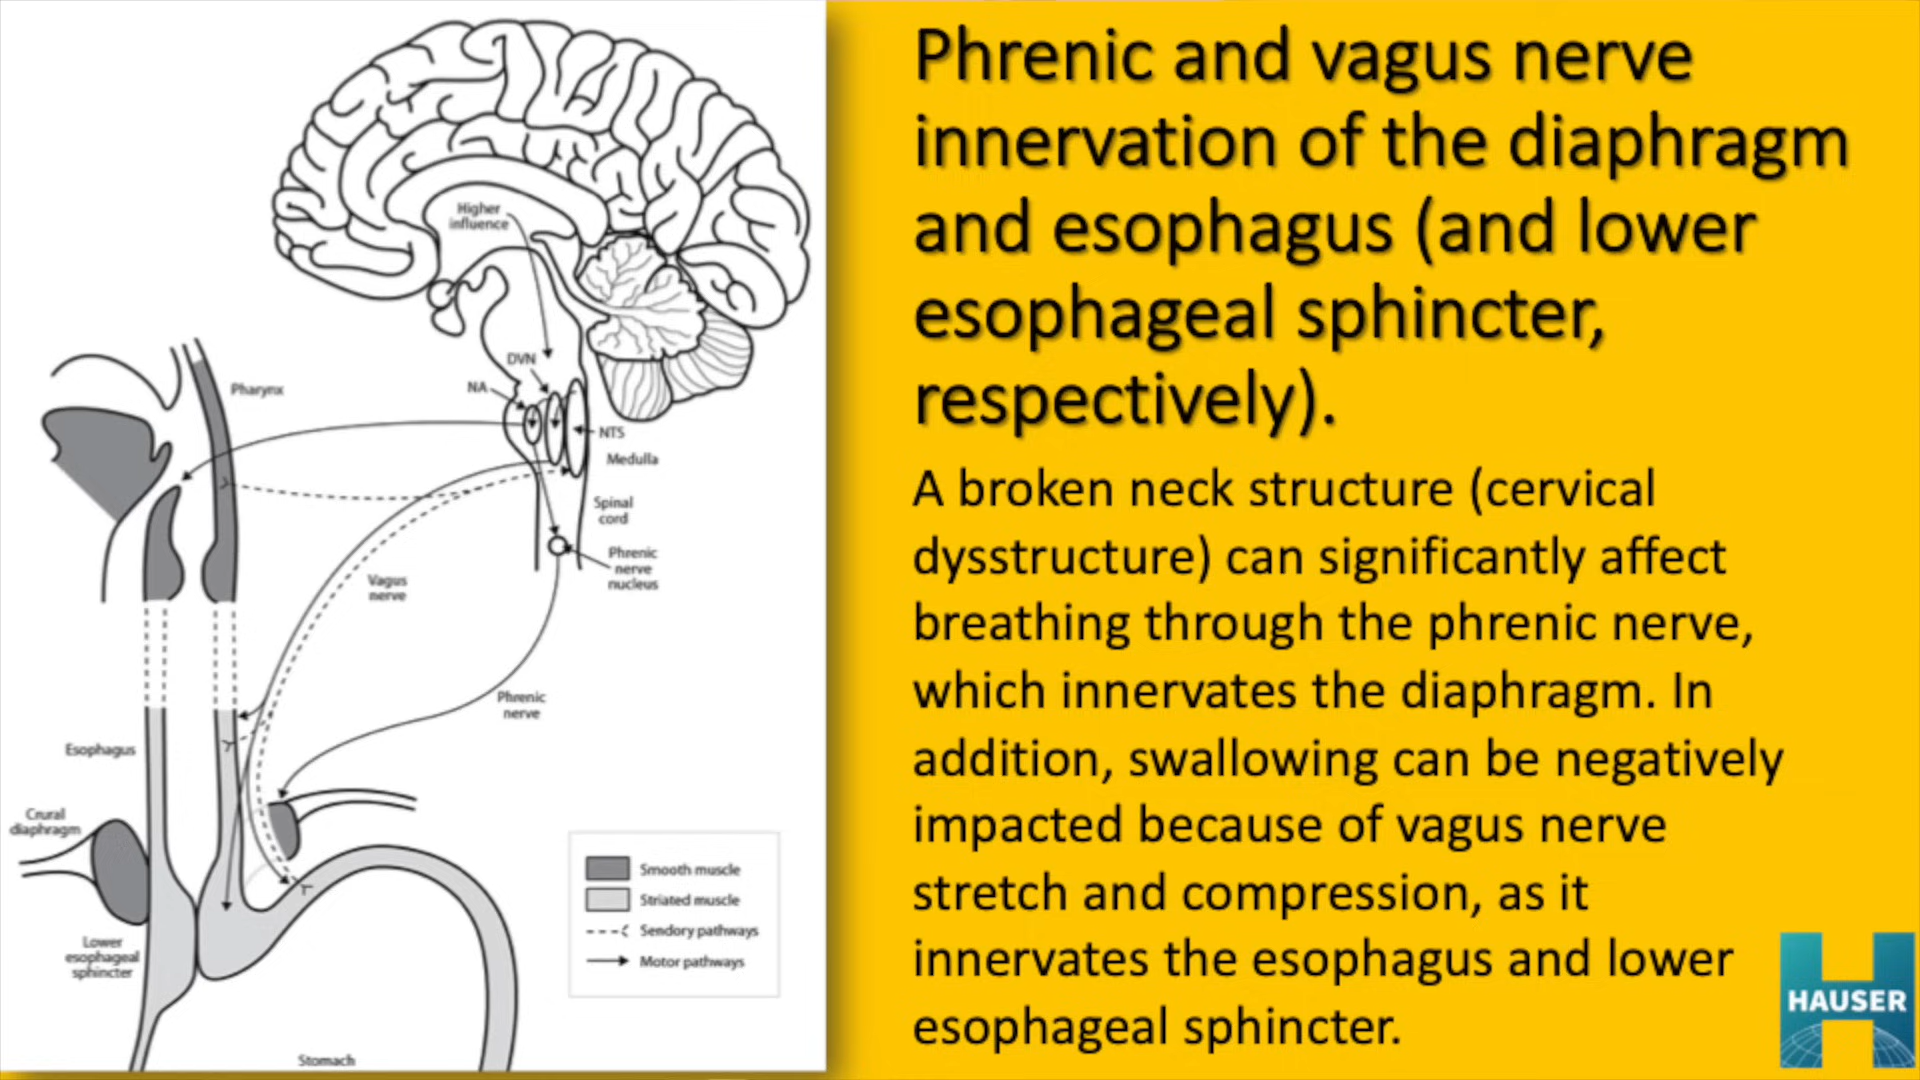 Phrenic and vagus nerve
innervation of the diaphragm
and esophagus (and lower
esophageal sphincter,
respectively).
A broken neck structure (cervical
dysstructure) can significantly affect
breathing through the phrenic nerve,
which innervates the diaphragm. In
addition, swallowing can be negatively
impacted because of vagus nerve
stretch and compression, as it
innervates the esophagus and lower
esophageal sphincter.
HAUSER
Higher
influence
DVN
NA
NTS
Medulla
Spinal
cord
Phrenic
nerve
nucleus
Pharynx
Vagus
nerve
Phrenic
nerve
Esophagus
Crural
diaphragm
Lower
esophageal
sphincter
Stomach
Smooth muscle
Striated muscle
Sendory pathways
Motor pathways